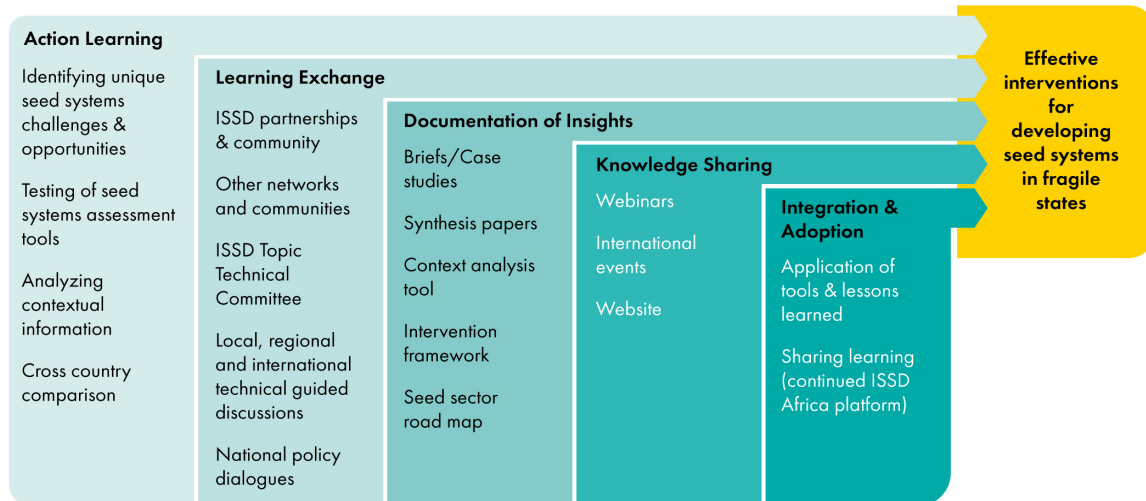 Action Learning
Identifying unique
seed systems
challenges &
opportunities
Testing of seed
systems assessment
tools
Analyzing
contextual
information
Cross country
comparison
Learning Exchange
ISSD partnerships
& community
Other networks
and communities
ISSD Topic
Technical
Committee
Local, regional
and international
technical guided
discussions
National policy
dialogues
Documentation of Insights
Briefs/Case
studies
Synthesis papers
Context analysis
tool
Intervention
framework
Seed sector
road map
Knowledge Sharing
Webinars
International
events
Website
Integration &
Adoption
Application of
tools & lessons
learned
Sharing learning
(continued ISSD
Africa platform)
Effective
interventions
for
developing
seed systems
in fragile
states